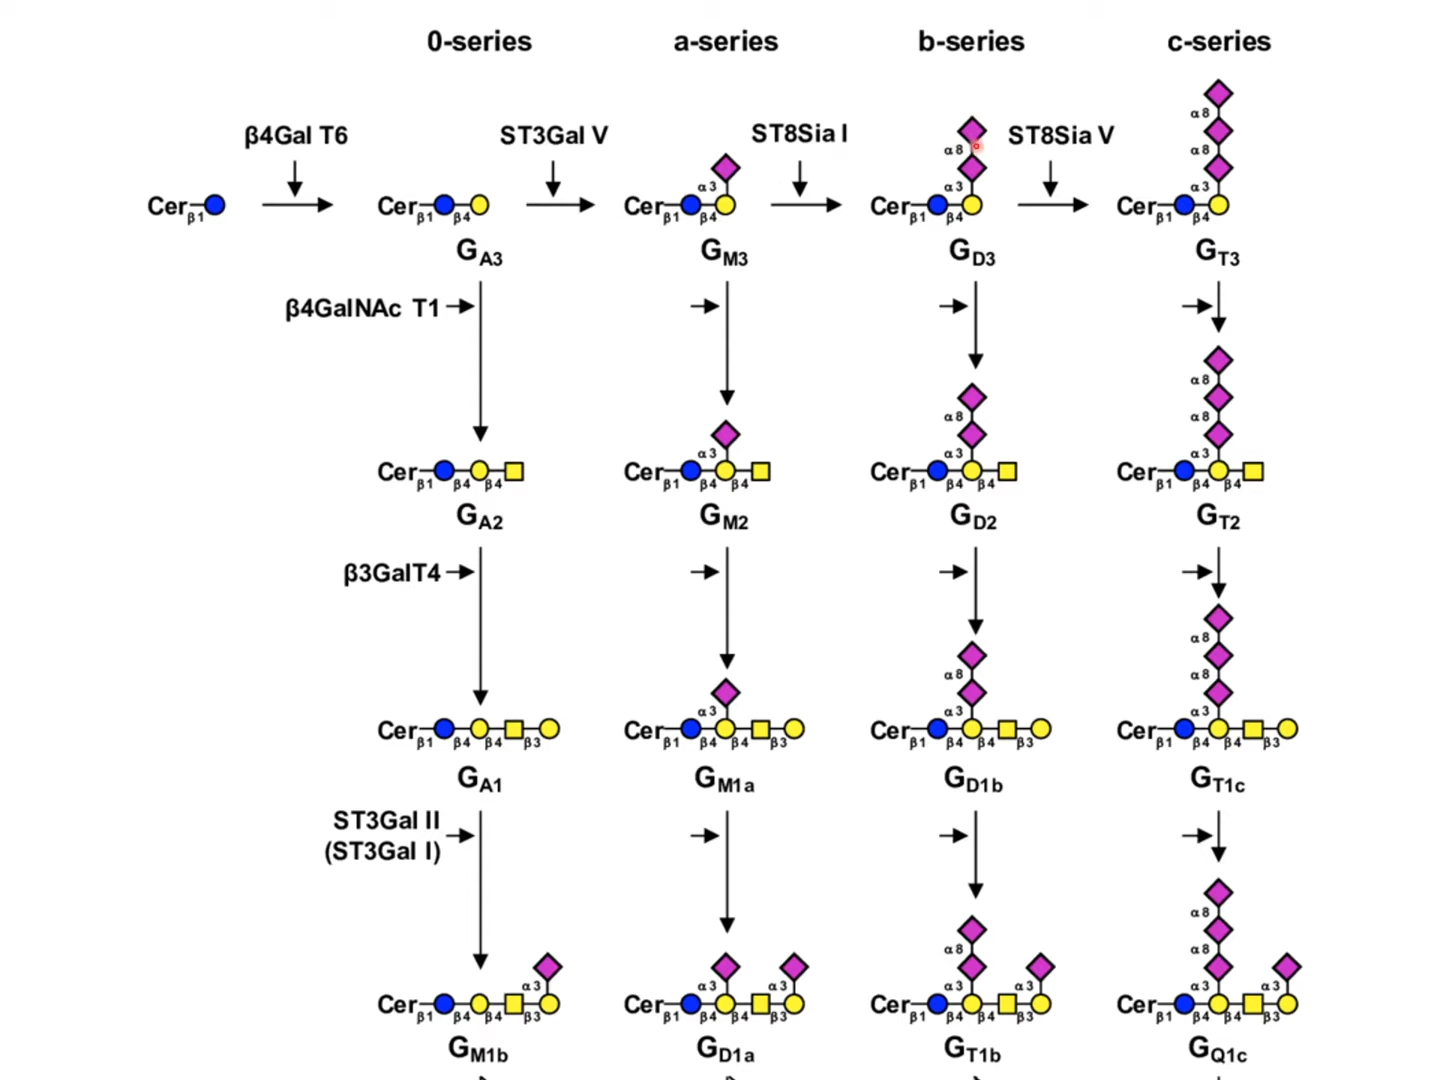 0-series a-series b-series c-series
α8
β4Gal T6 ST3Gal V ST8Sia I α8 ST8Sia V α8
α3 α3 α3
Cer Cer Cer Cer Cer
β1 β1 β4 β1 β4 β1 β4 β1 β4
GA3 GM3 GD3 GT3
β4GalNAc T1
α8
α8 α8
α3 α3 α3
Cer Cer Cer Cer
β1 β4 β4 β1 β4 β4 β1 β4 β4 β1 β4 β4
GA2 GM2 GD2 GT2
β3GalT4
α8
α8 α8
α3 α3 α3
Cer Cer Cer Cer
β1 β4 β4 β3 β1 β4 β4 β3 β1 β4 β4 β3 β1 β4 β4 β3
GA1 GM1a GD1b GT1c
ST3Gal II
(ST3Gal I)
α8
α8 α8
α3 α3 α3 α3 α3 α3 α3
Cer Cer Cer Cer
β1 β4 β4 β3 β1 β4 β4 β3 β1 β4 β4 β3 β1 β4 β4 β3
GM1b GD1a GT1b GQ1c